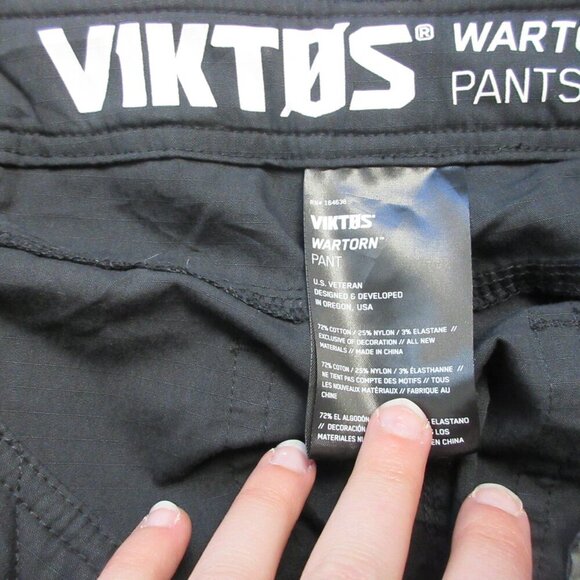 VIKTØS® WARTO
PANTS
RN# 164636
VIKTØS®
WARTORN™
PANT
U.S. VETERAN
DESIGNED & DEVELOPED
IN OREGON, USA
72% COTTON / 25% NYLON / 3% ELASTANE //
EXCLUSIVE OF DECORATION // ALL NEW
MATERIALS // MADE IN CHINA
72% COTON / 25% NYLON / 3% ÉLASTHANNE //
NE TIENT PAS COMPTE DES MOTIFS // TOUS
LES NOUVEAUX MATÉRIAUX // FABRIQUE AU
CHINE
72% EL ALGODÓN ELASTANO
// DECORACIÓN LOS
MATERIALES EN CHINA